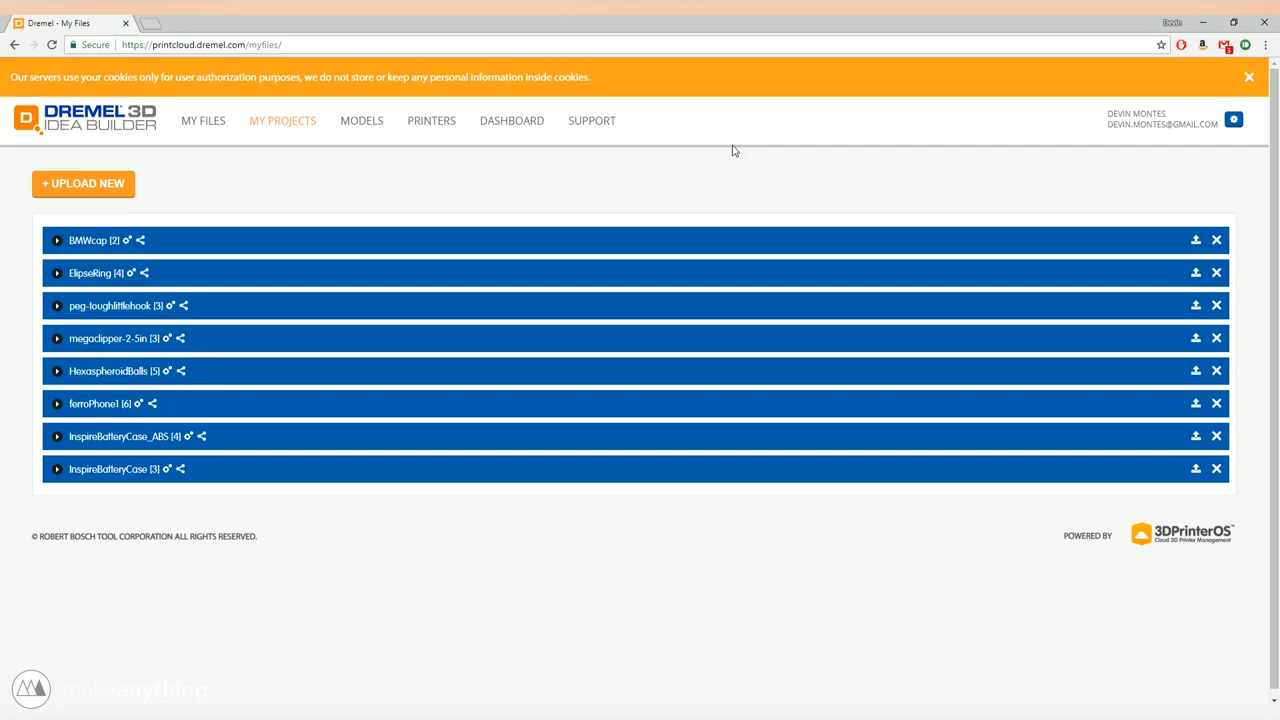 Dremel - My Files
Devin
Secure
https://printcloud.dremel.com/myfiles/
3
Our servers use your cookies only for user authorization purposes, we do not store or keep any personal information inside cookies.
DREMEL 3D
IDEA BUILDER
MY FILES
MY PROJECTS
MODELS
PRINTERS
DASHBOARD
SUPPORT
DEVIN MONTES
DEVIN.MONTES@GMAIL.COM
+ UPLOAD NEW
BMWcap [2]
ElipseRing [4]
peg-toughlittlehook [3]
megaclipper-2-5in [3]
HexaspheroidBalls [5]
ferroPhone1 [6]
InspireBatteryCase_ABS [4]
InspireBatteryCase [3]
© ROBERT BOSCH TOOL CORPORATION ALL RIGHTS RESERVED.
POWERED BY
3DPrinterOS™
Cloud 3D Printer Management
makeanything